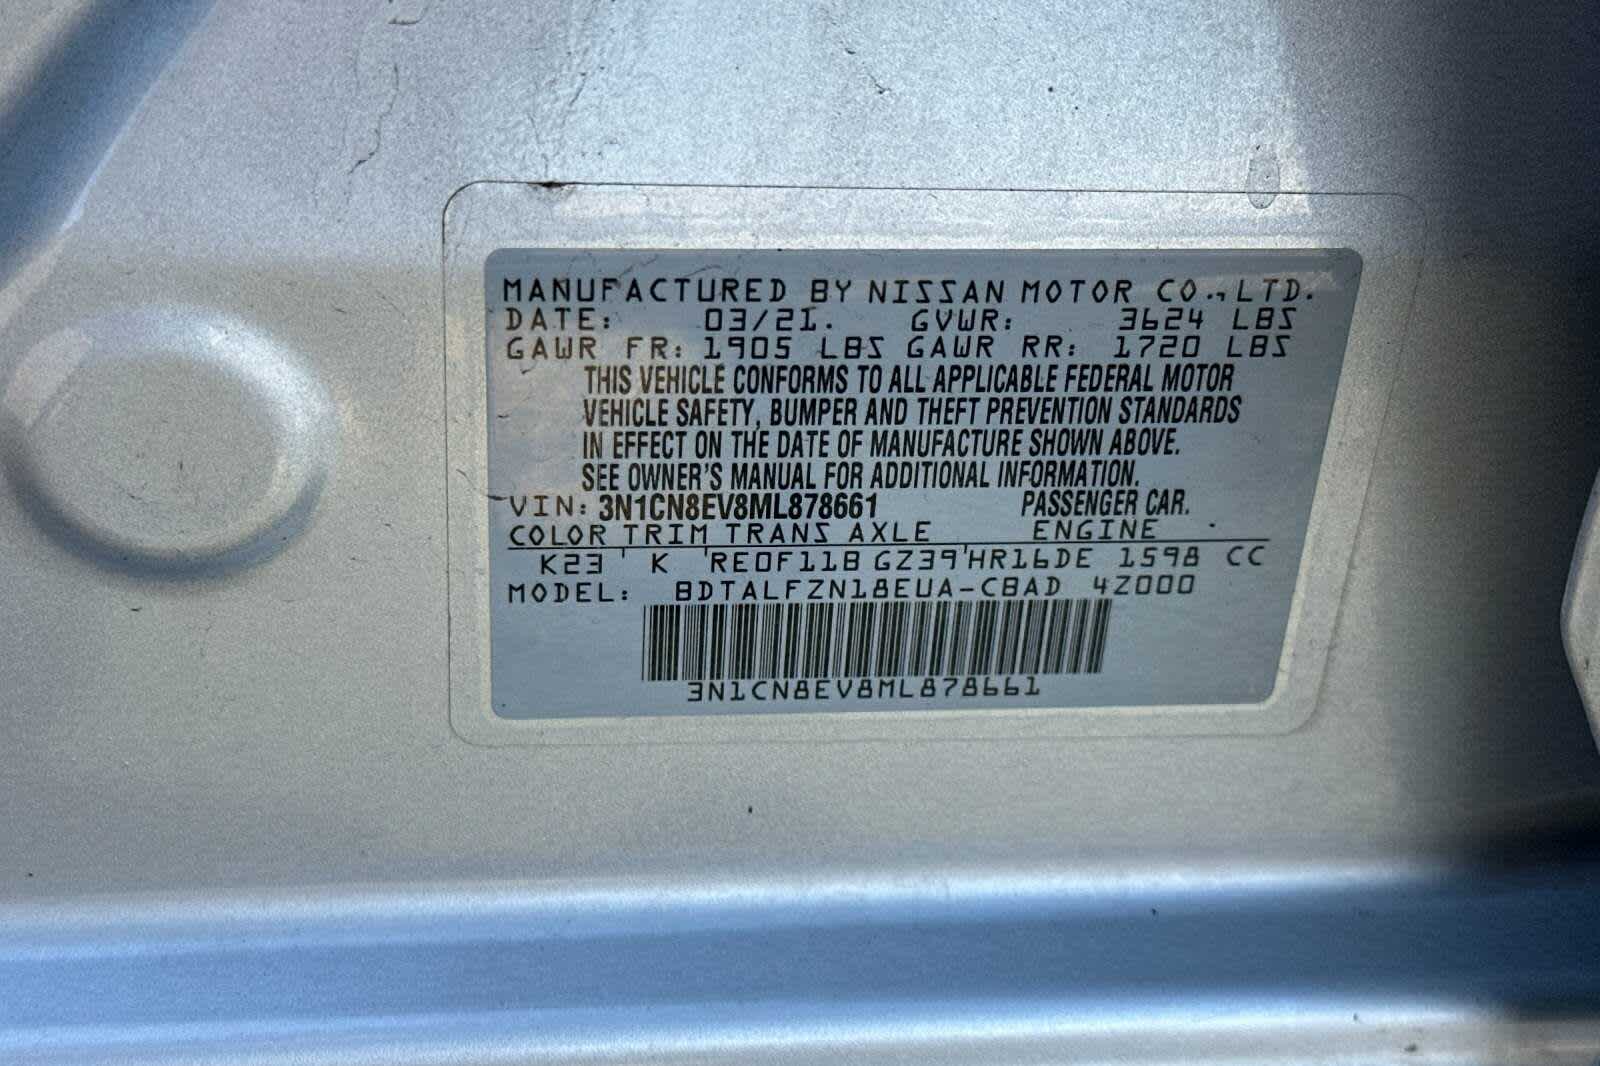 MANUFACTURED BY NISSAN MOTOR CO., LTD.
DATE: 03/21. GVWR: 3624 LBS
GAWR FR: 1905 LBS GAWR RR: 1720 LBS
THIS VEHICLE CONFORMS TO ALL APPLICABLE FEDERAL MOTOR
VEHICLE SAFETY, BUMPER AND THEFT PREVENTION STANDARDS
IN EFFECT ON THE DATE OF MANUFACTURE SHOWN ABOVE.
SEE OWNER'S MANUAL FOR ADDITIONAL INFORMATION.
VIN: 3N1CN8EV8ML878661 PASSENGER CAR.
COLOR TRIM TRANS AXLE ENGINE
K23 K RE0F11B GZ39 HR16DE 1598 CC
MODEL: BDTALFZN18EUA-CBAD 4Z000
3N1CN8EV8ML878661